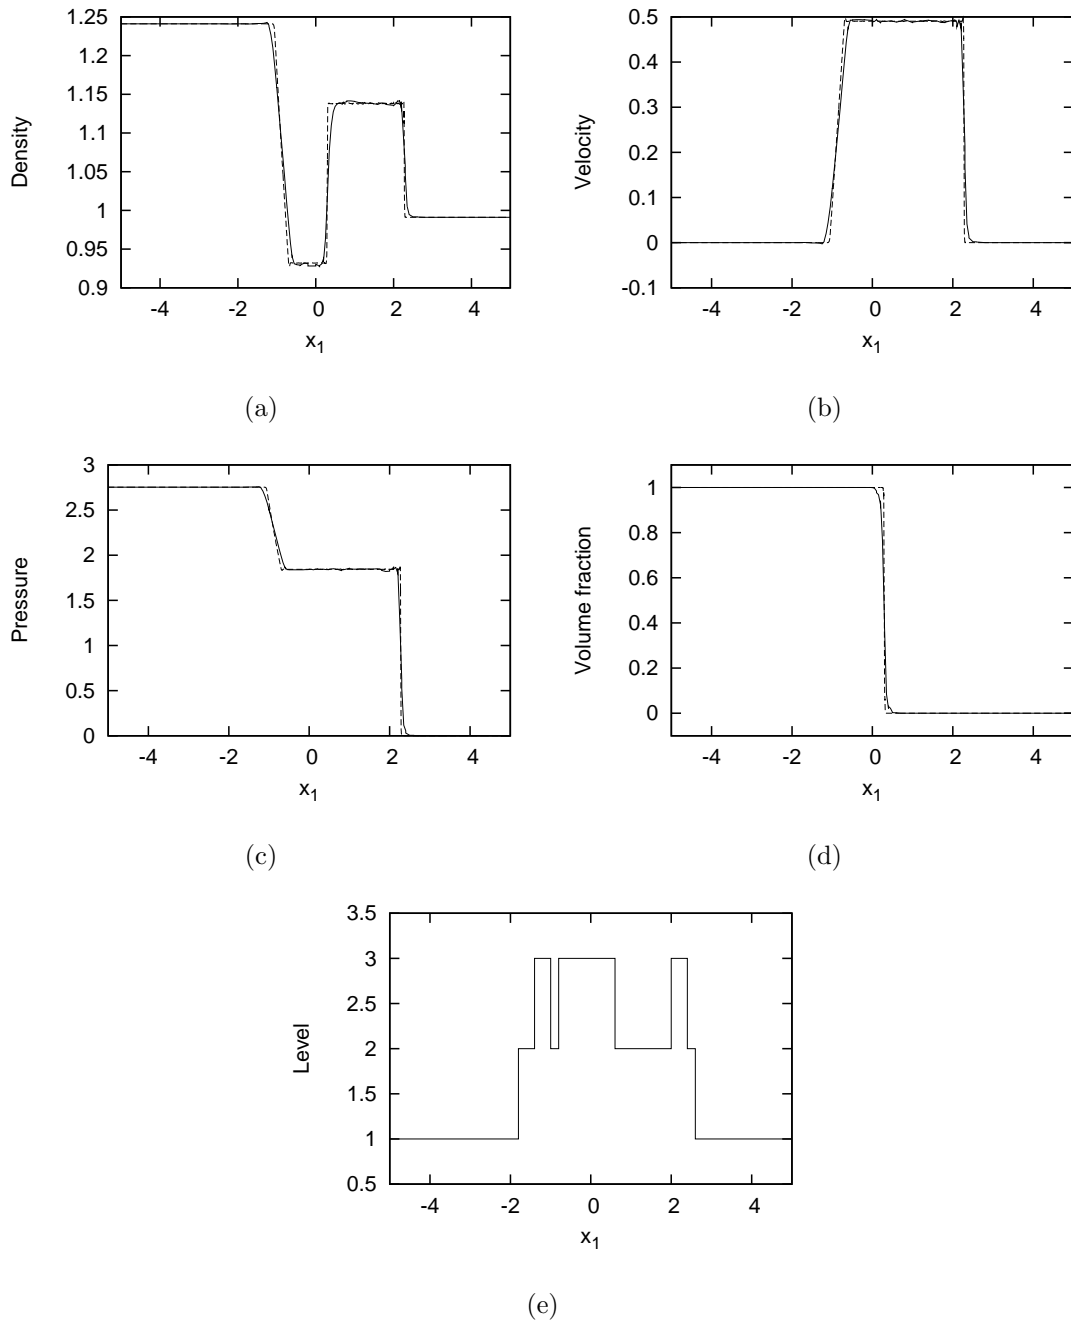 1.25
1.2
1.15
1.1
1.05
1
0.95
0.9
Density
-4 -2 0 2 4
x1
(a)
0.5
0.4
0.3
0.2
0.1
0
-0.1
Velocity
-4 -2 0 2 4
x1
(b)
3
2.5
2
1.5
1
0.5
0
Pressure
-4 -2 0 2 4
x1
(c)
1
0.8
0.6
0.4
0.2
0
Volume fraction
-4 -2 0 2 4
x1
(d)
3.5
3
2.5
2
1.5
1
0.5
Level
-4 -2 0 2 4
x1
(e)